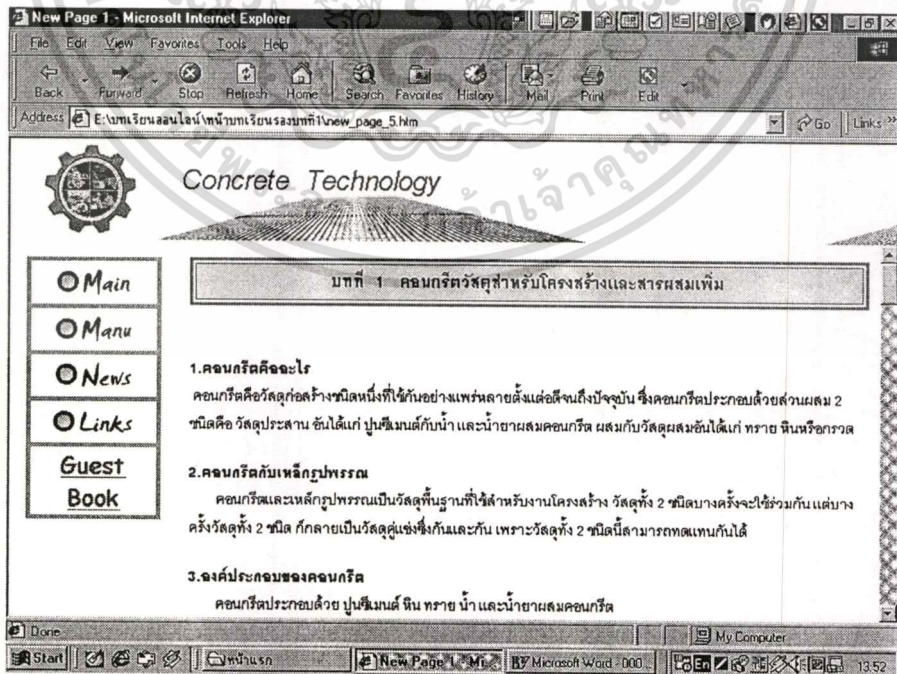 New Page 1 - Microsoft Internet Explorer
File Edit View Favorites Tools Help
Back Forward Stop Refresh Home Search Favorites History Mail Print Edit
Address E:\บทเรียนออนไลน์\หน้าบทเรียนรองบทที่1\new_page_5.htm Go Links »
Concrete Technology
Main
Manu
News
Links
Guest
Book
บทที่ 1 คอนกรีตวัสดุสำหรับโครงสร้างและสารผสมเพิ่ม
1.คอนกรีตคืออะไร
คอนกรีตคือวัสดุก่อสร้างชนิดหนึ่งที่ใช้กันอย่างแพร่หลายตั้งแต่อดีตจนถึงปัจจุบัน ซึ่งคอนกรีตประกอบด้วยส่วนผสม 2
ชนิดคือ วัสดุประสาน อันได้แก่ ปูนซีเมนต์กับน้ำ และน้ำยาผสมคอนกรีต ผสมกับวัสดุผสมอันได้แก่ ทราย หินหรือกรวด
2.คอนกรีตกับเหล็กรูปพรรณ
คอนกรีตและเหล็กรูปพรรณเป็นวัสดุพื้นฐานที่ใช้สำหรับงานโครงสร้าง วัสดุทั้ง 2 ชนิดบางครั้งจะใช้ร่วมกัน แต่บาง
ครั้งวัสดุทั้ง 2 ชนิด ก็กลายเป็นวัสดุคู่แข่งซึ่งกันและกัน เพราะวัสดุทั้ง 2 ชนิดนี้สามารถทดแทนกันได้
3.องค์ประกอบของคอนกรีต
คอนกรีตประกอบด้วย ปูนซีเมนต์ หิน ทราย น้ำ และน้ำยาผสมคอนกรีต
Done My Computer
Start หน้าแรก New Page 1 - Mi... Microsoft Word - 000... En 13:52